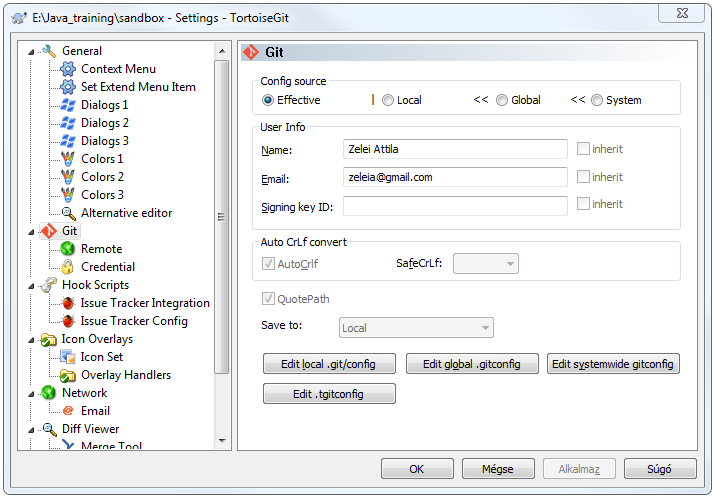 E:\Java_training\sandbox - Settings - TortoiseGit
General
Context Menu
Set Extend Menu Item
Dialogs 1
Dialogs 2
Dialogs 3
Colors 1
Colors 2
Colors 3
Alternative editor
Git
Remote
Credential
Hook Scripts
Issue Tracker Integration
Issue Tracker Config
Icon Overlays
Icon Set
Overlay Handlers
Network
Email
Diff Viewer
Merge Tool
Git
Config source
Effective | Local << Global << System
User Info
Name: Zelei Attila inherit
Email: zeleia@gmail.com inherit
Signing key ID: inherit
Auto CrLf convert
AutoCrlf SafeCrLf:
QuotePath
Save to: Local
Edit local .git/config Edit global .gitconfig Edit systemwide gitconfig
Edit .tgitconfig
OK Mégse Alkalmaz Súgó